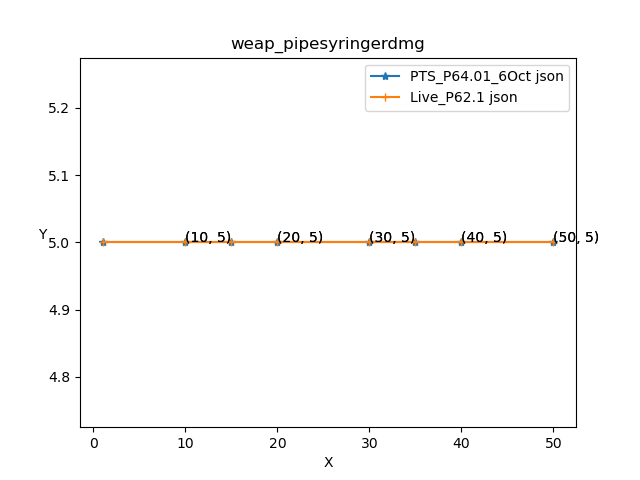 weap_pipesyringerdmg
PTS_P64.01_6Oct json
Live_P62.1 json
5.2
5.1
Y 5.0
(10, 5) (20, 5) (30, 5) (40, 5) (50, 5)
4.9
4.8
0 10 20 30 40 50
X